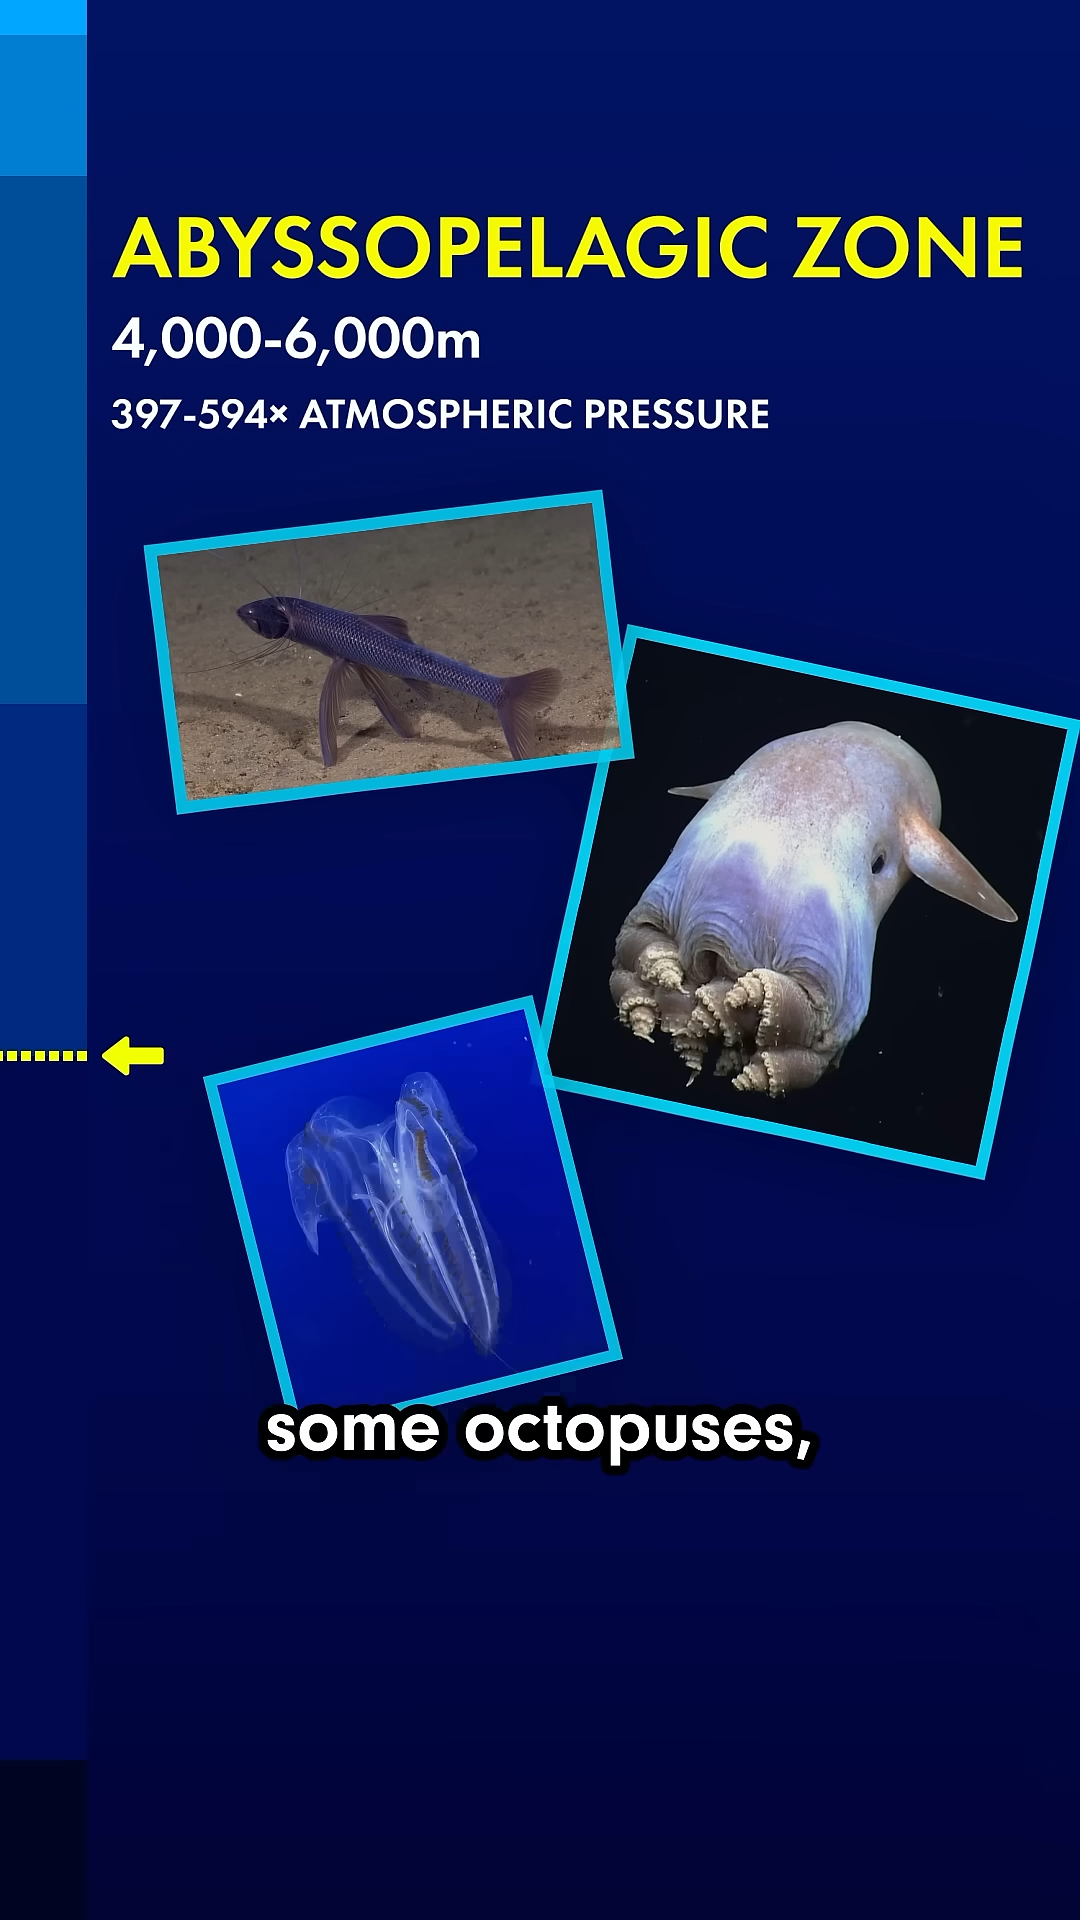 ABYSSOPELAGIC ZONE
4,000-6,000m
397-594× ATMOSPHERIC PRESSURE
some octopuses,